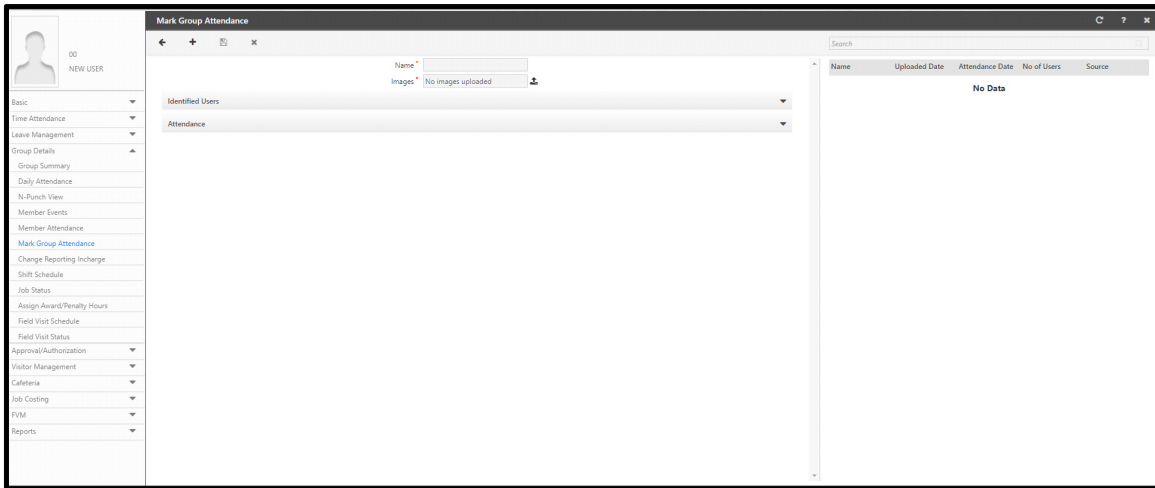 Mark Group Attendance
?
00
NEW USER
Name *
Images * No images uploaded
Identified Users
Attendance
Search
Name Uploaded Date Attendance Date No of Users Source
No Data
Basic
Time Attendance
Leave Management
Group Details
Group Summary
Daily Attendance
N-Punch View
Member Events
Member Attendance
Mark Group Attendance
Change Reporting Incharge
Shift Schedule
Job Status
Assign Award/Penalty Hours
Field Visit Schedule
Field Visit Status
Approval/Authorization
Visitor Management
Cafeteria
Job Costing
FVM
Reports